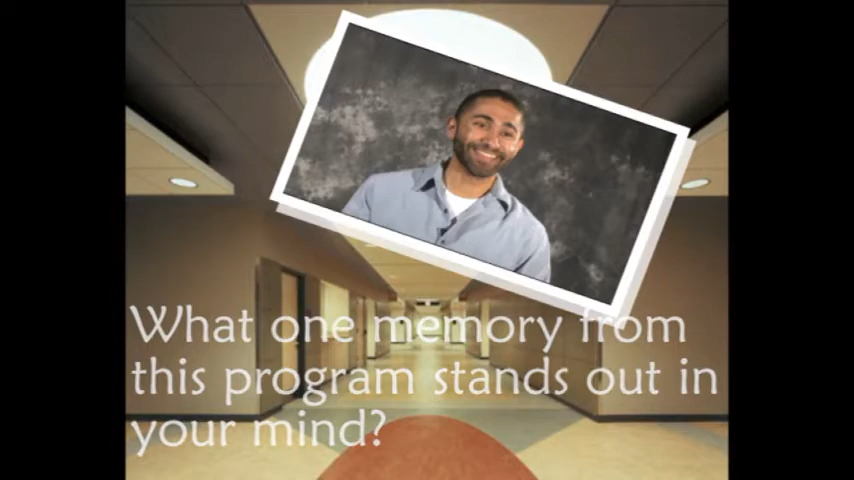 What one memory from
this program stands out in
your mind?